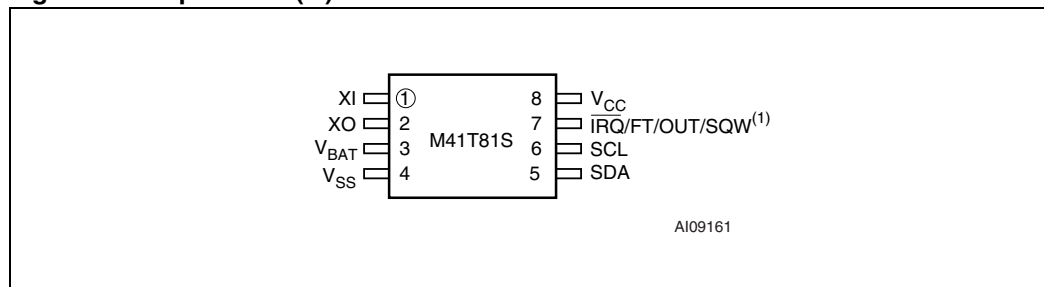 XI 1 8 VCC
XO 2 7 IRQ/FT/OUT/SQW(1)
VBAT 3 M41T81S 6 SCL
VSS 4 5 SDA
AI09161